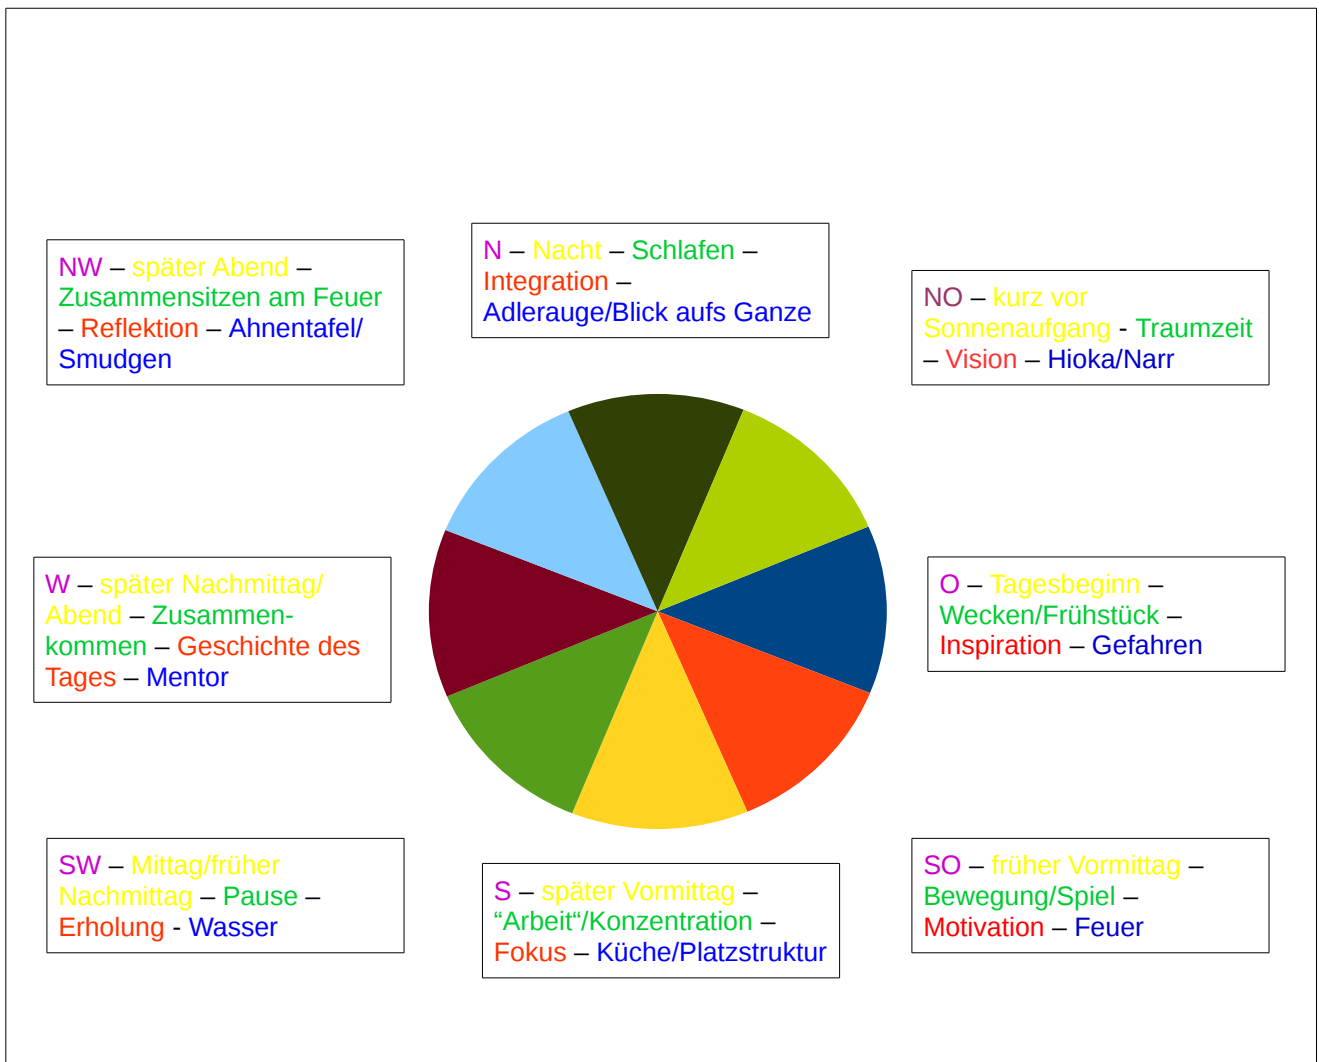 NW – später Abend –
Zusammensitzen am Feuer
– Reflektion – Ahnentafel/
Smudgen
N – Nacht – Schlafen –
Integration –
Adlerauge/Blick aufs Ganze
NO – kurz vor
Sonnenaufgang - Traumzeit
– Vision – Hioka/Narr
W – später Nachmittag/
Abend – Zusammen-
kommen – Geschichte des
Tages – Mentor
O – Tagesbeginn –
Wecken/Frühstück –
Inspiration – Gefahren
SW – Mittag/früher
Nachmittag – Pause –
Erholung - Wasser
S – später Vormittag –
“Arbeit“/Konzentration –
Fokus – Küche/Platzstruktur
SO – früher Vormittag –
Bewegung/Spiel –
Motivation – Feuer